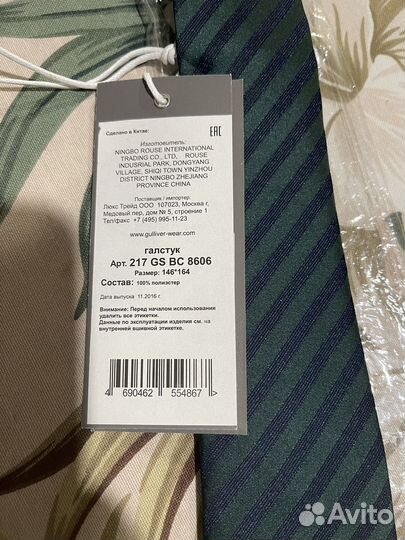 Сделано в Китае:
EAC
Изготовитель:
NINGBO ROUSE INTERNATIONAL
TRADING CO., LTD, ROUSE
INDUSRIAL PARK, DONGYANG
VILLAGE, SHIQI TOWN YINZHOU
DISTRICT NINGBO ZHEJIANG
PROVINCE CHINA
Поставщик / импортер:
Люкс Трейд ООО 107023, Москва г,
Медовый пер, дом № 5, строение 1
Тел/факс +7 (495) 995-11-23
www.gulliver-wear.com
галстук
Арт. 217 GS BC 8606
Размер: 146*164
Состав: 100% полиэстер
Дата выпуска 11.2016 г.
Внимание: Перед началом использования
удалить все этикетки.
Данные по эксплуатации изделия см. на
внутренней вшивной этикетке.
4 690462 554867 >
Avito